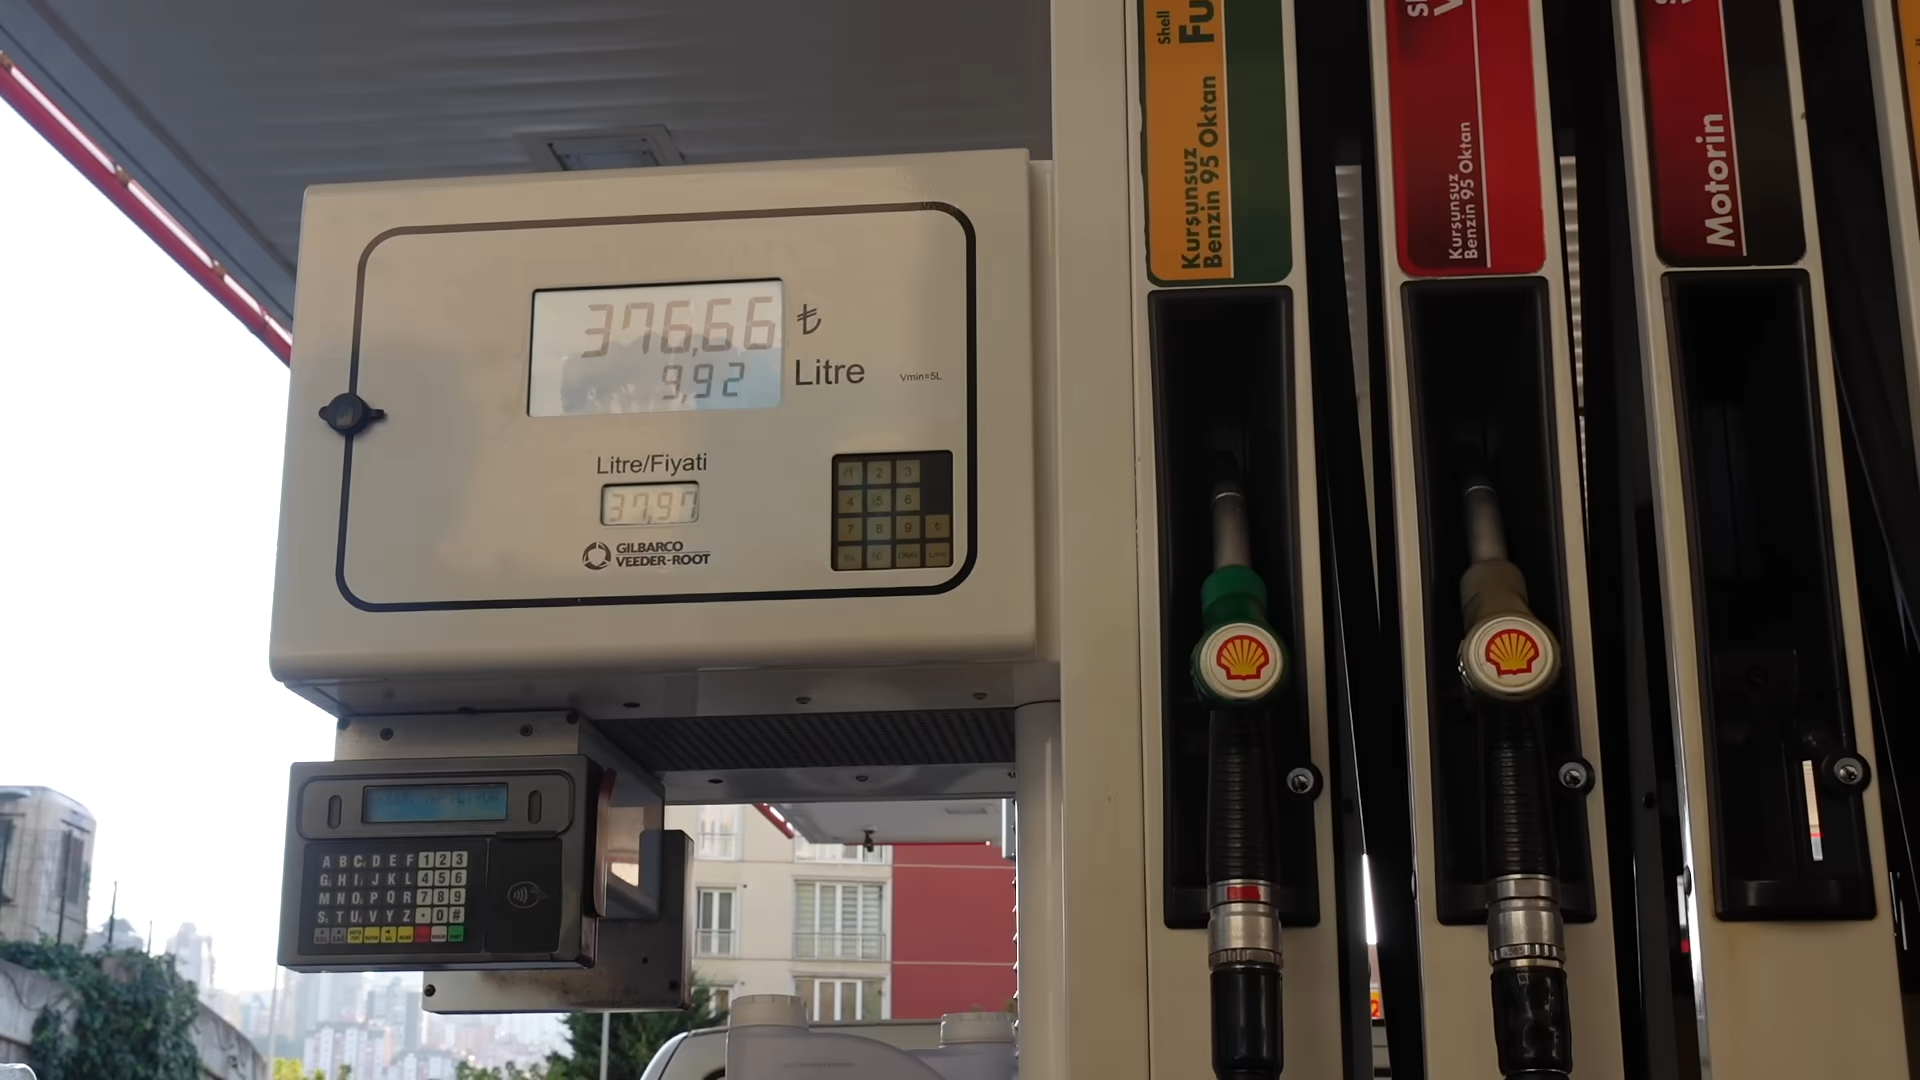 376,66 ₺
9,92 Litre
Vmin=5L
Litre/Fiyati
37,97
GILBARCO
VEEDER-ROOT
1 2 3
4 5 6
7 8 9 ₺
A B C D E F 1 2 3
G H I J K L 4 5 6
M N O P Q R 7 8 9
S T U V Y Z * 0 #
Shell
Kurşunsuz
Benzin 95 Oktan
Kurşunsuz
Benzin 95 Oktan
Motorin